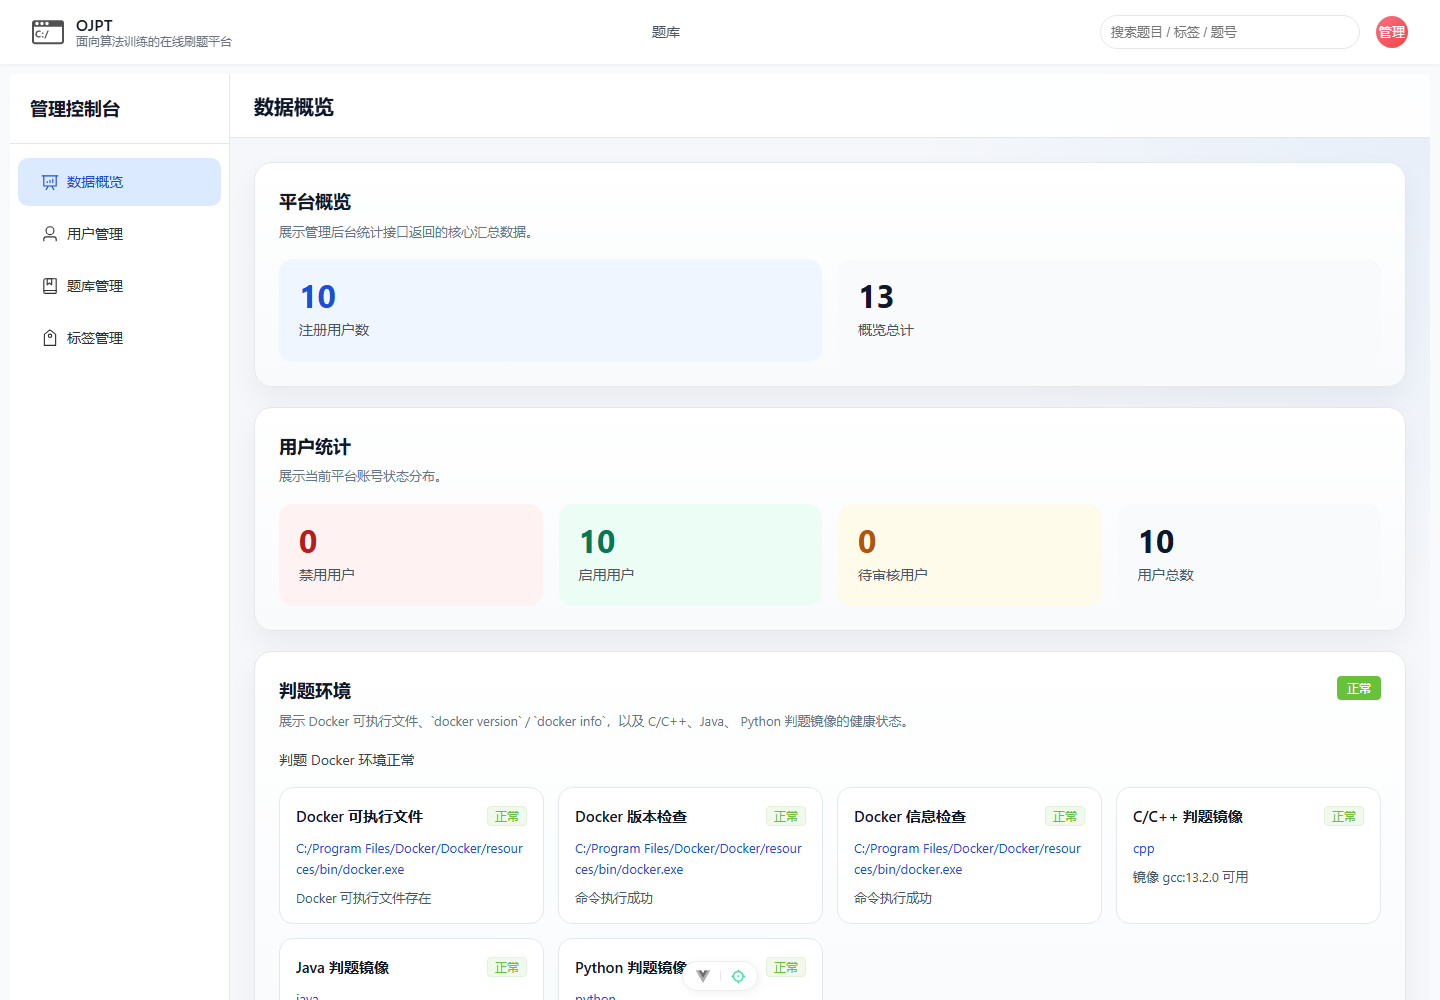 C:/
OJPT
面向算法训练的在线刷题平台
题库
搜索题目 / 标签 / 题号
管理
管理控制台
数据概览
用户管理
题库管理
标签管理
数据概览
平台概览
展示管理后台统计接口返回的核心汇总数据。
10
注册用户数
13
概览总计
用户统计
展示当前平台账号状态分布。
0
禁用用户
10
启用用户
0
待审核用户
10
用户总数
判题环境
正常
展示 Docker 可执行文件、`docker version` / `docker info`，以及 C/C++、Java、 Python 判题镜像的健康状态。
判题 Docker 环境正常
Docker 可执行文件
正常
C:/Program Files/Docker/Docker/resour
ces/bin/docker.exe
Docker 可执行文件存在
Docker 版本检查
正常
C:/Program Files/Docker/Docker/resour
ces/bin/docker.exe
命令执行成功
Docker 信息检查
正常
C:/Program Files/Docker/Docker/resour
ces/bin/docker.exe
命令执行成功
C/C++ 判题镜像
正常
cpp
镜像 gcc:13.2.0 可用
Java 判题镜像
正常
java
Python 判题镜像
正常
python